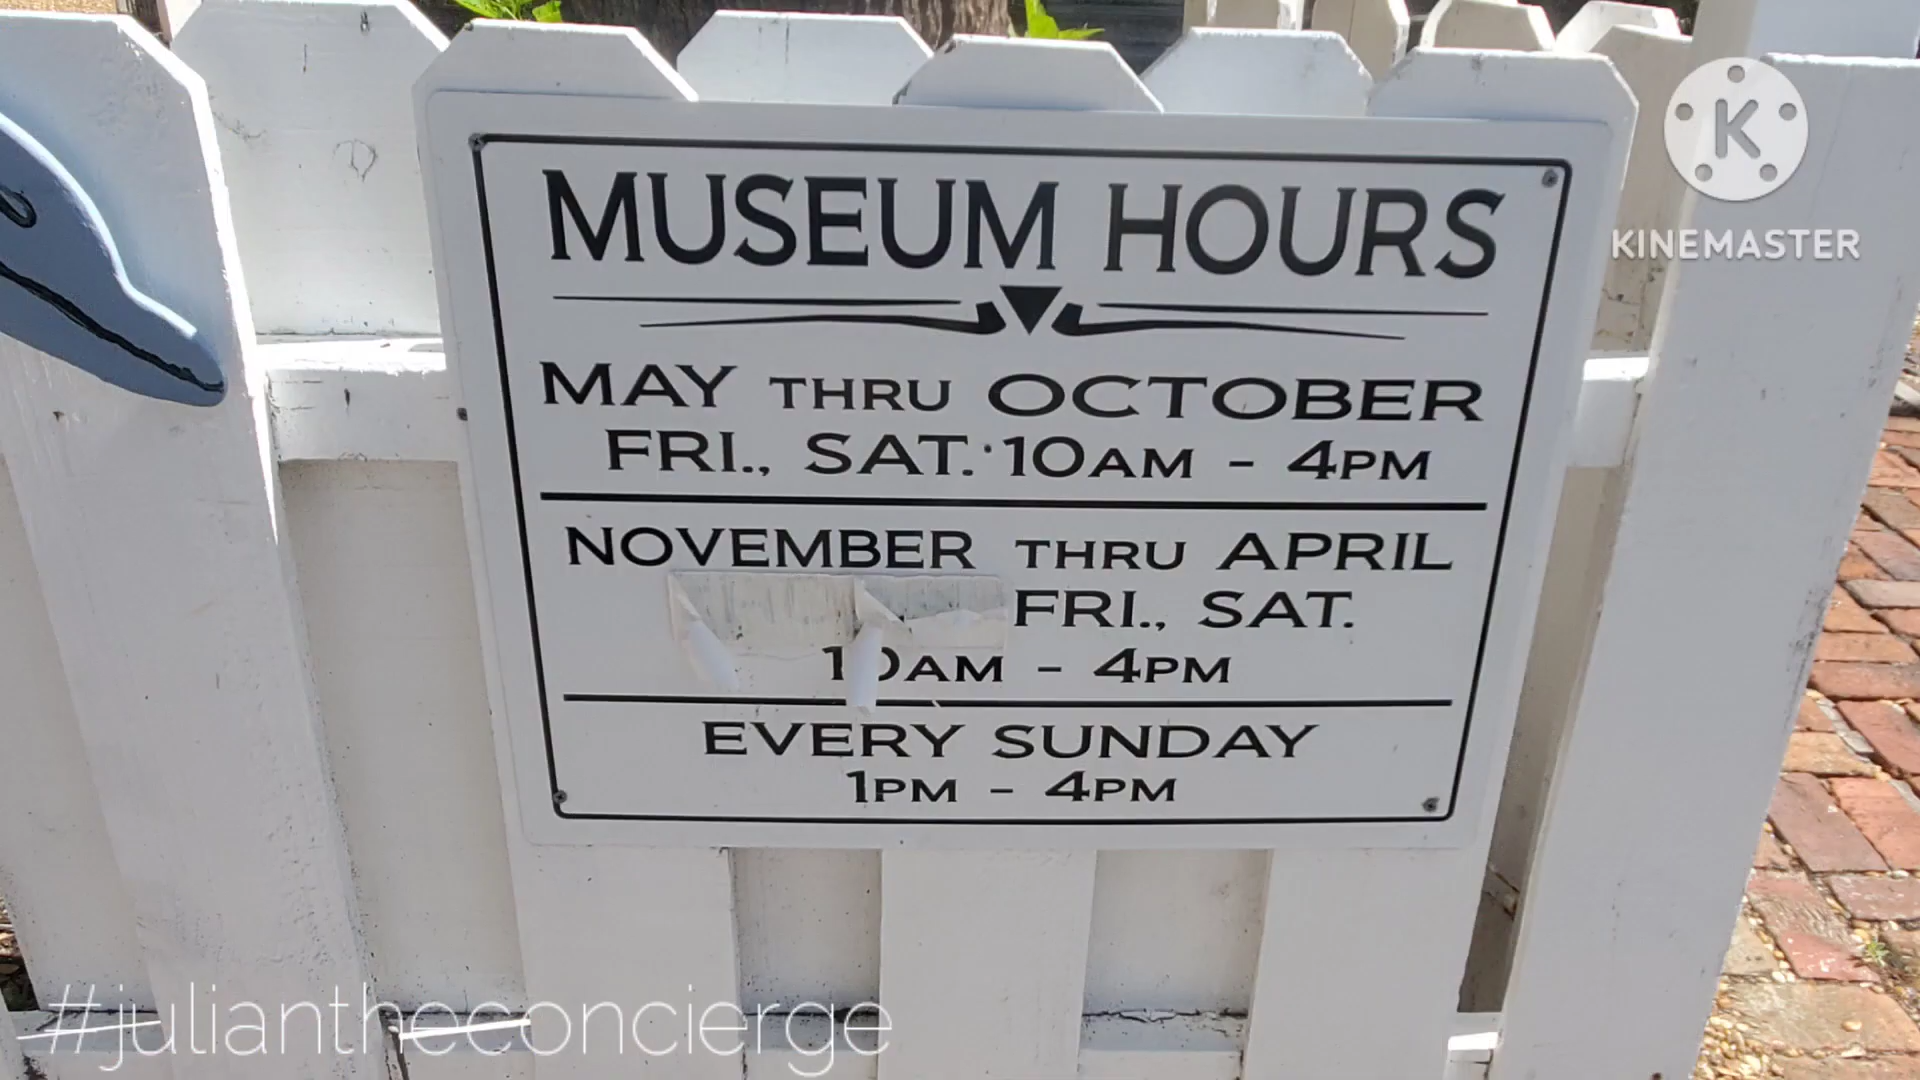 K
KINEMASTER
MUSEUM HOURS
MAY THRU OCTOBER
FRI., SAT. 10AM - 4PM
NOVEMBER THRU APRIL
FRI., SAT.
10AM - 4PM
EVERY SUNDAY
1PM - 4PM
#juliantheconcierge